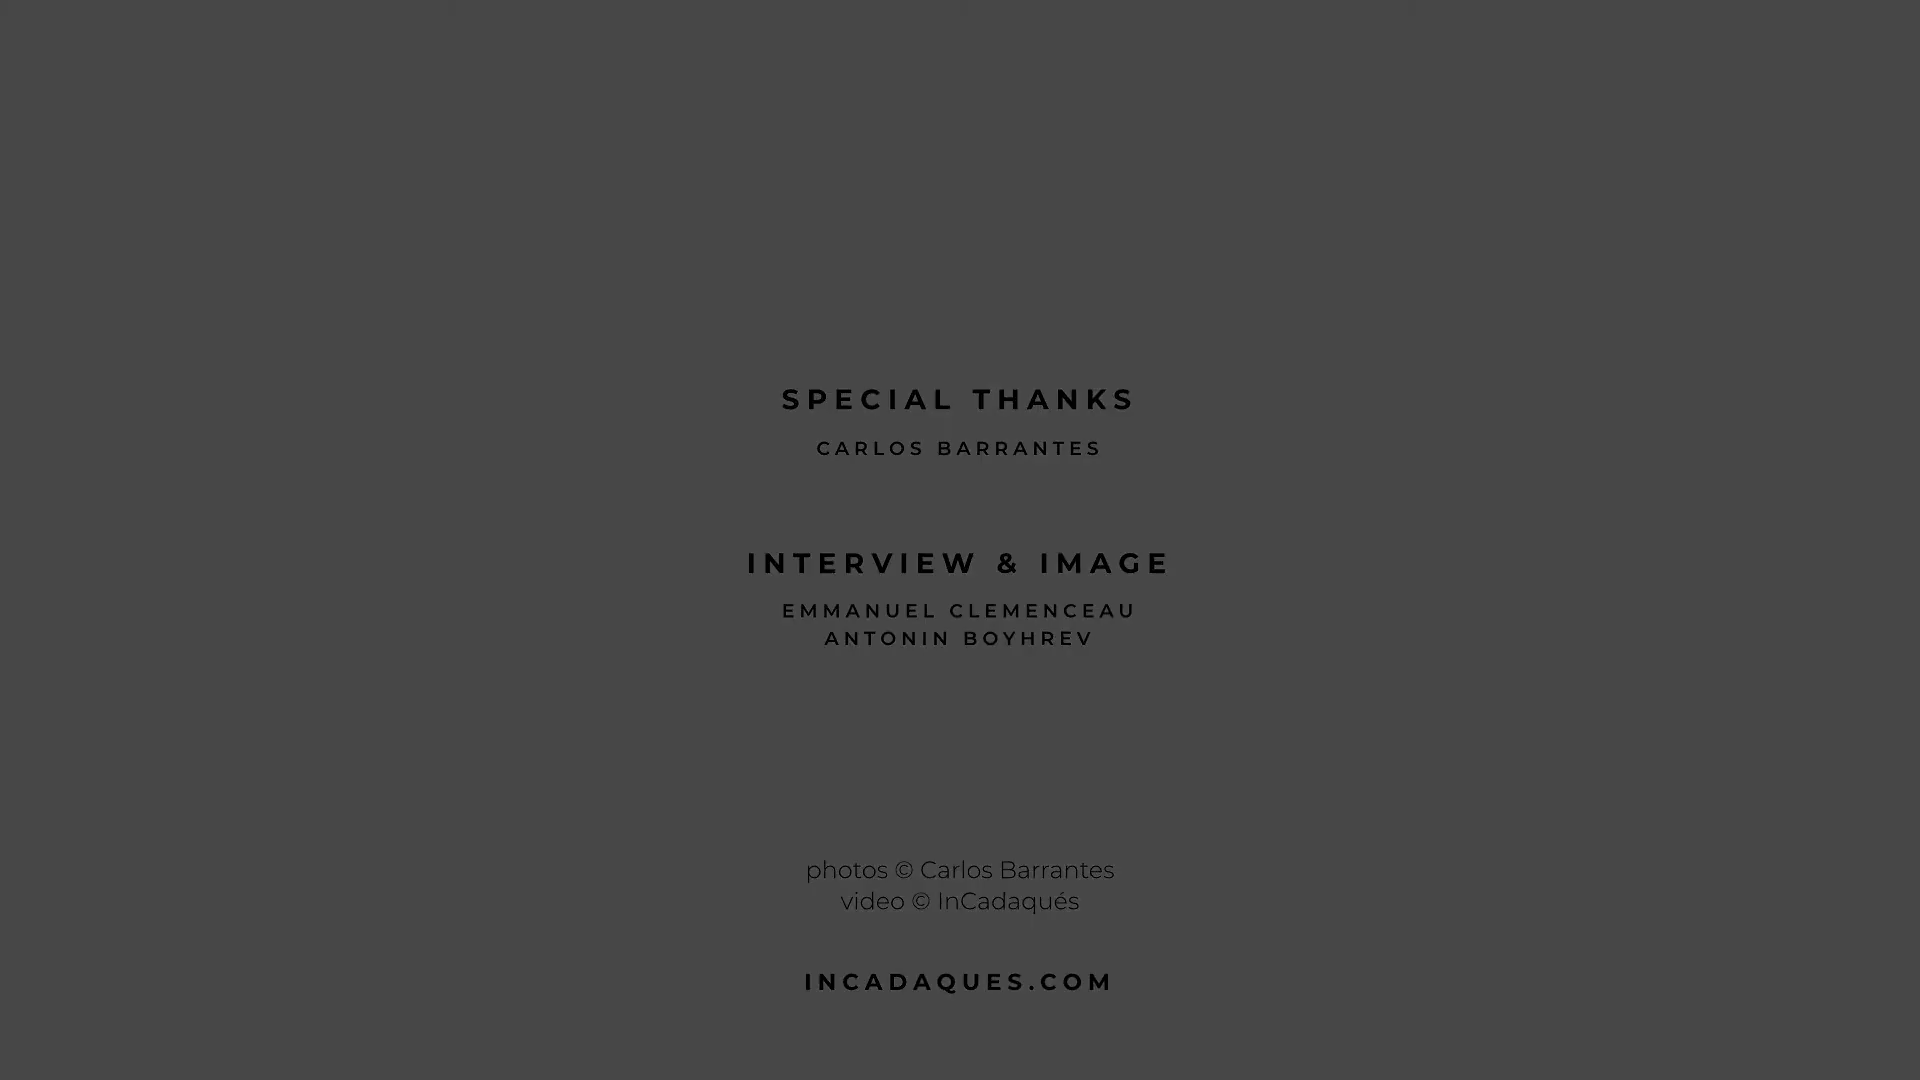 SPECIAL THANKS
CARLOS BARRANTES
INTERVIEW & IMAGE
EMMANUEL CLEMENCEAU
ANTONIN BOYHREV
photos © Carlos Barrantes
video © InCadaqués
INCADAQUES.COM